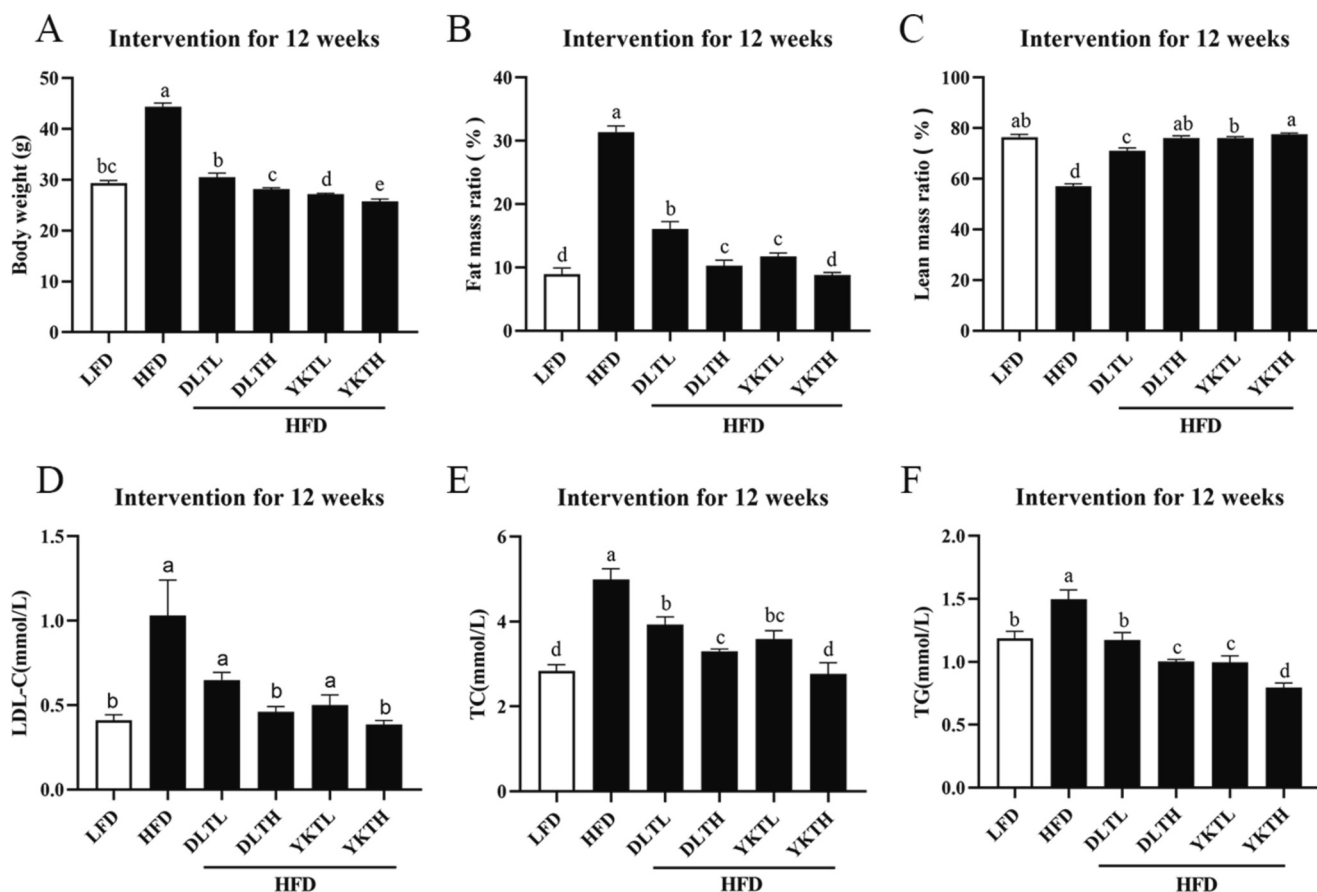 A
Intervention for 12 weeks
Body weight (g)
50
40
30
20
10
0
bc
a
b
c
d
e
LFD
HFD
DLTL
DLTH
YKTL
YKTH
HFD
B
Intervention for 12 weeks
Fat mass ratio ( % )
40
30
20
10
0
d
a
b
c
c
d
LFD
HFD
DLTL
DLTH
YKTL
YKTH
HFD
C
Intervention for 12 weeks
Lean mass ratio ( % )
100
80
60
40
20
0
ab
d
c
ab
b
a
LFD
HFD
DLTL
DLTH
YKTL
YKTH
HFD
D
Intervention for 12 weeks
LDL-C(mmol/L)
1.5
1.0
0.5
0.0
b
a
a
b
a
b
LFD
HFD
DLTL
DLTH
YKTL
YKTH
HFD
E
Intervention for 12 weeks
TC(mmol/L)
6
4
2
0
d
a
b
c
bc
d
LFD
HFD
DLTL
DLTH
YKTL
YKTH
HFD
F
Intervention for 12 weeks
TG(mmol/L)
2.0
1.5
1.0
0.5
0.0
b
a
b
c
c
d
LFD
HFD
DLTL
DLTH
YKTL
YKTH
HFD